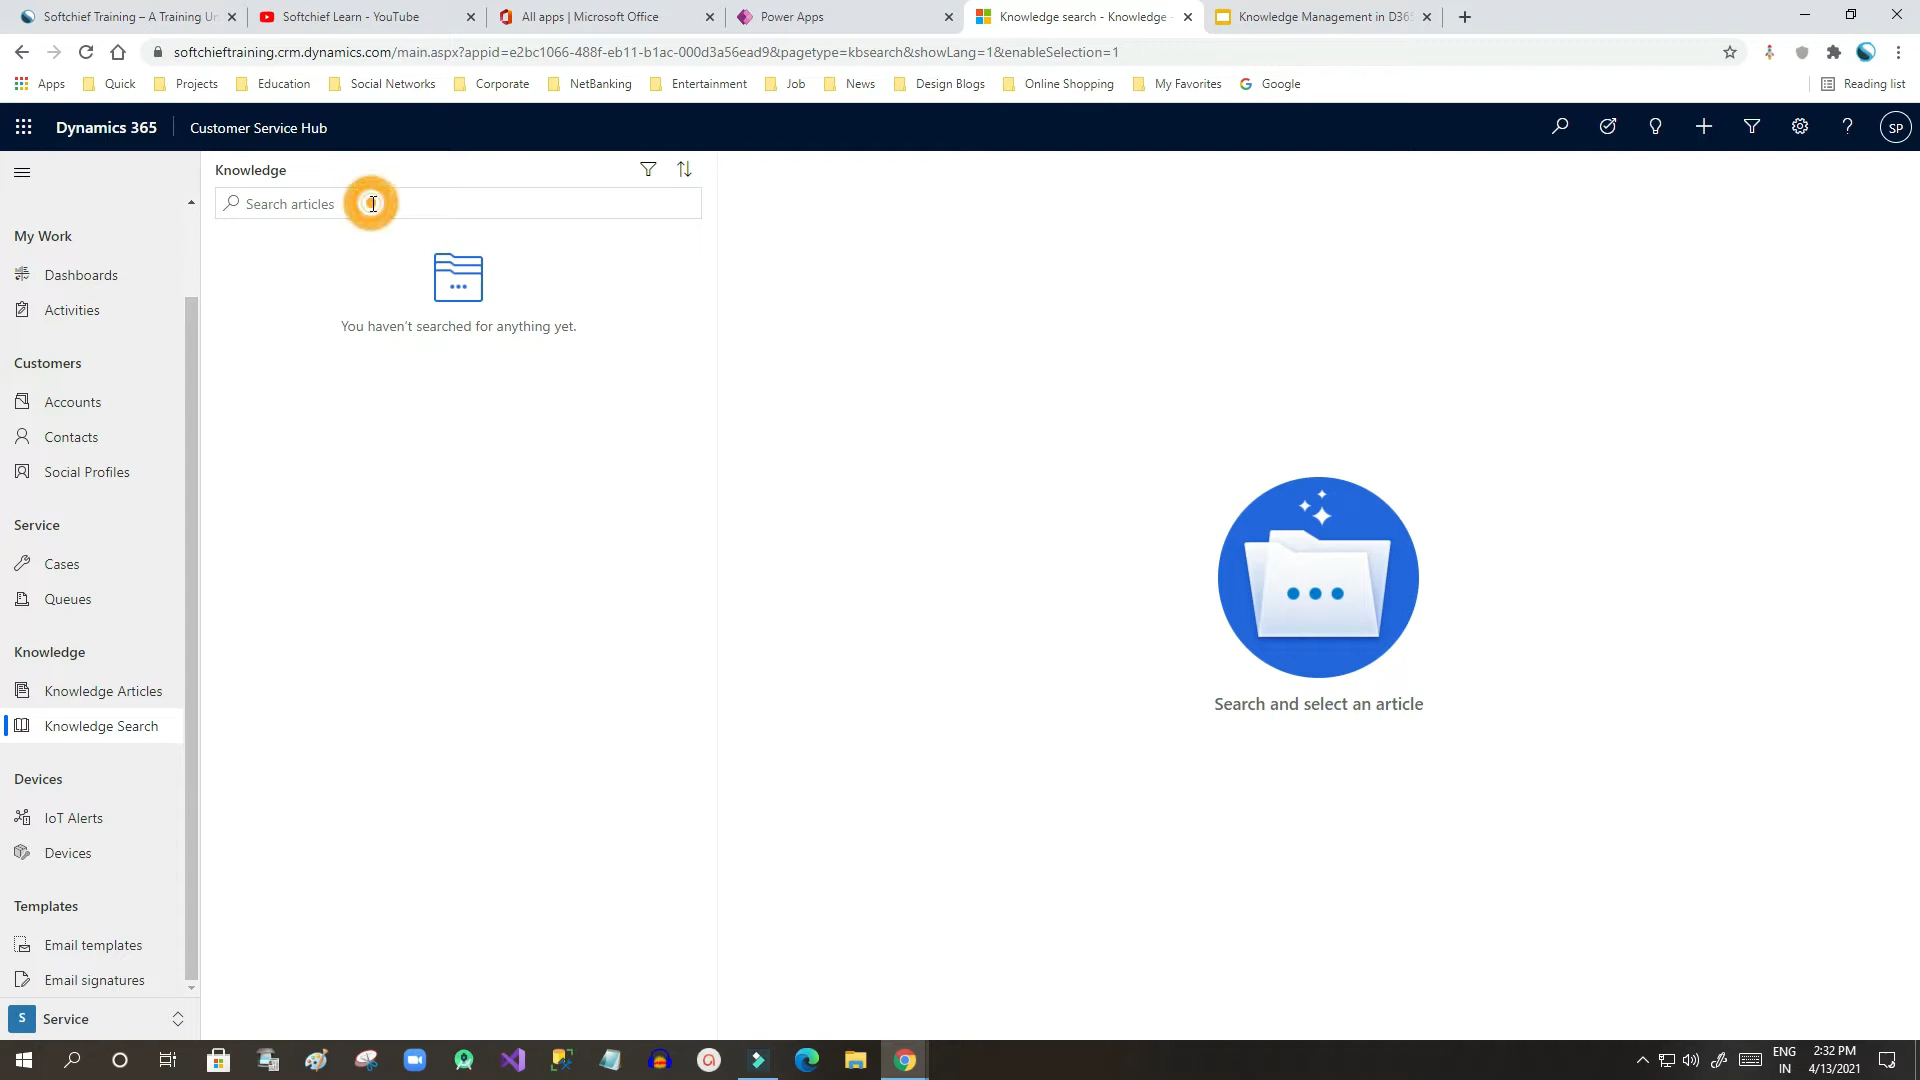 Softchief Training – A Training Un
Softchief Learn - YouTube
All apps | Microsoft Office
Power Apps
Knowledge search - Knowledge -
Knowledge Management in D365
softchieftraining.crm.dynamics.com/main.aspx?appid=e2bc1066-488f-eb11-b1ac-000d3a56ead9&pagetype=kbsearch&showLang=1&enableSelection=1
Apps
Quick
Projects
Education
Social Networks
Corporate
NetBanking
Entertainment
Job
News
Design Blogs
Online Shopping
My Favorites
Google
Reading list
Dynamics 365
Customer Service Hub
SP
Knowledge
Search articles
You haven't searched for anything yet.
Search and select an article
My Work
Dashboards
Activities
Customers
Accounts
Contacts
Social Profiles
Service
Cases
Queues
Knowledge
Knowledge Articles
Knowledge Search
Devices
IoT Alerts
Devices
Templates
Email templates
Email signatures
S
Service
ENG
IN
2:32 PM
4/13/2021